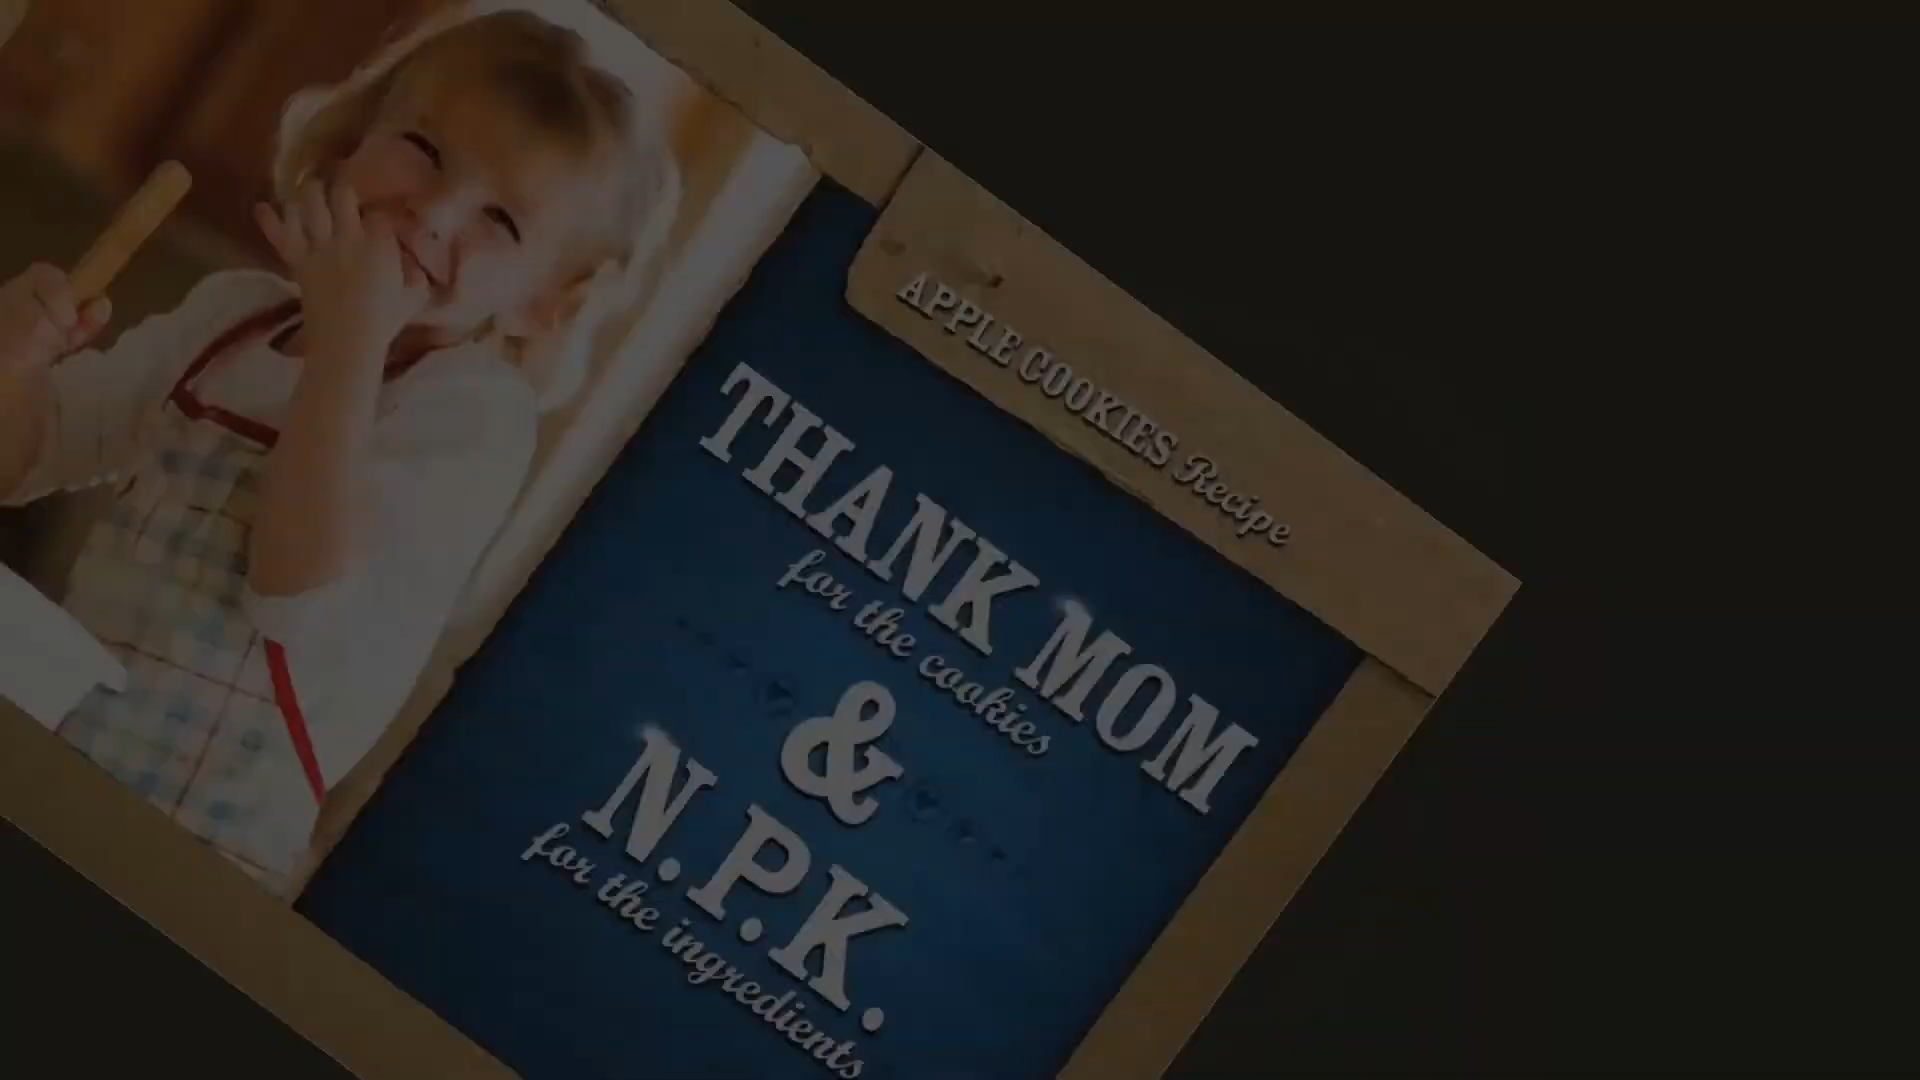 APPLE COOKIES Recipe
THANK MOM
for the cookies
&
N.P.K.
for the ingredients